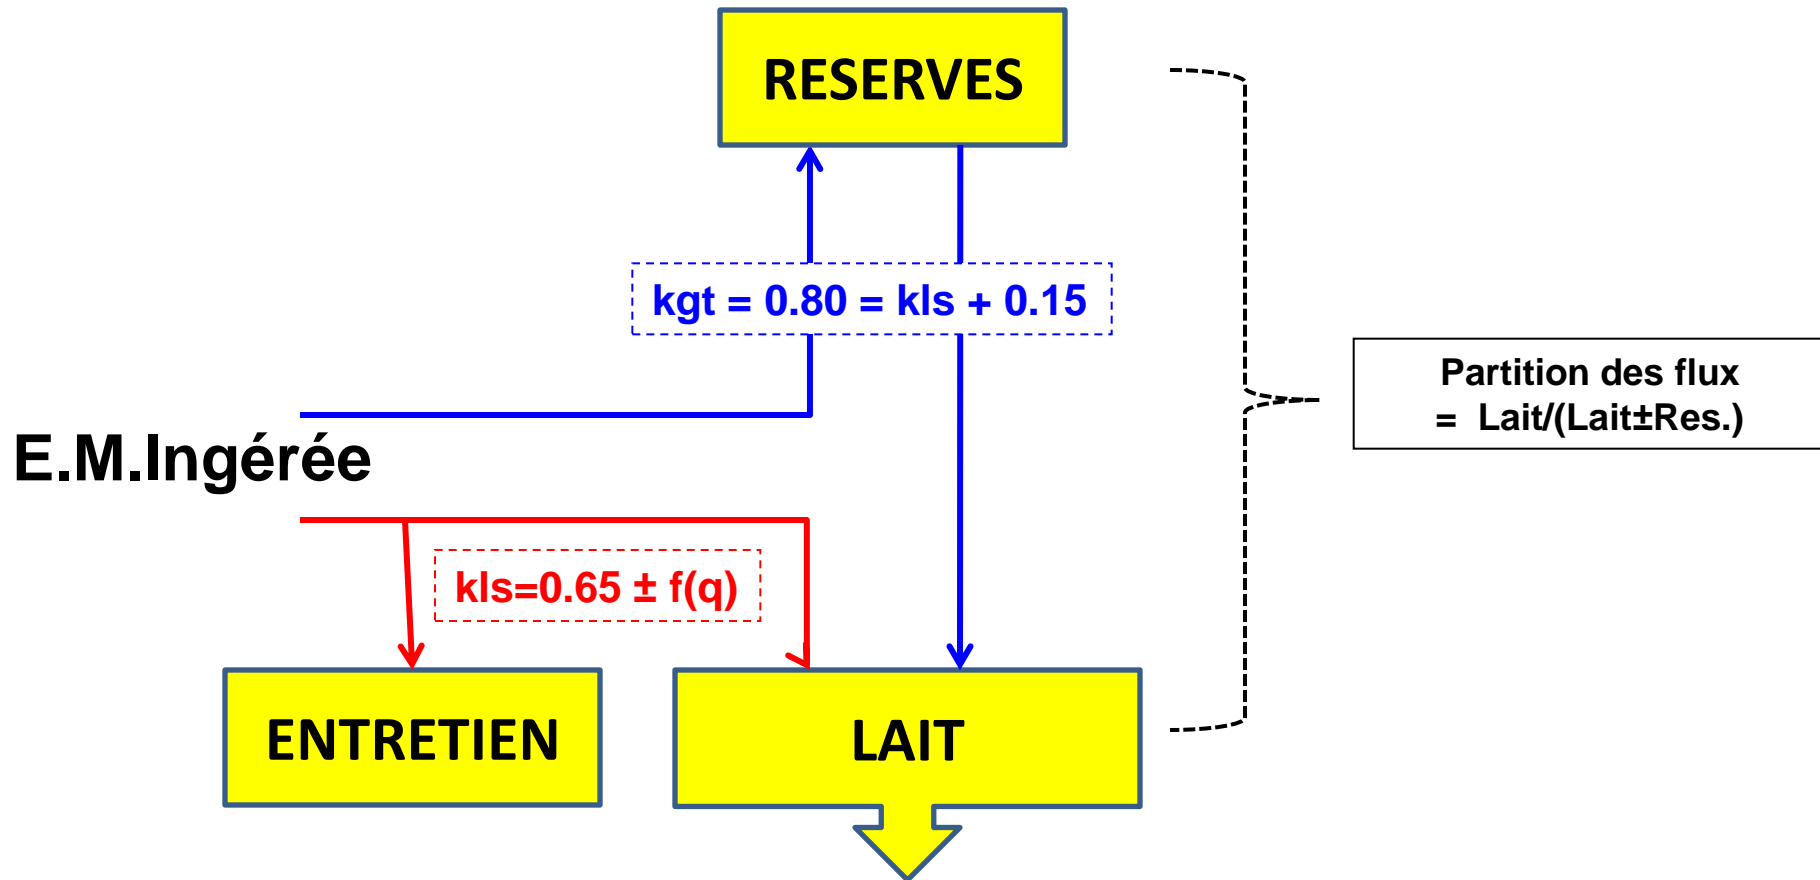 RESERVES
kgt = 0.80 = kls + 0.15
Partition des flux
= Lait/(Lait±Res.)
E.M.Ingérée
kls=0.65 ± f(q)
ENTRETIEN
LAIT